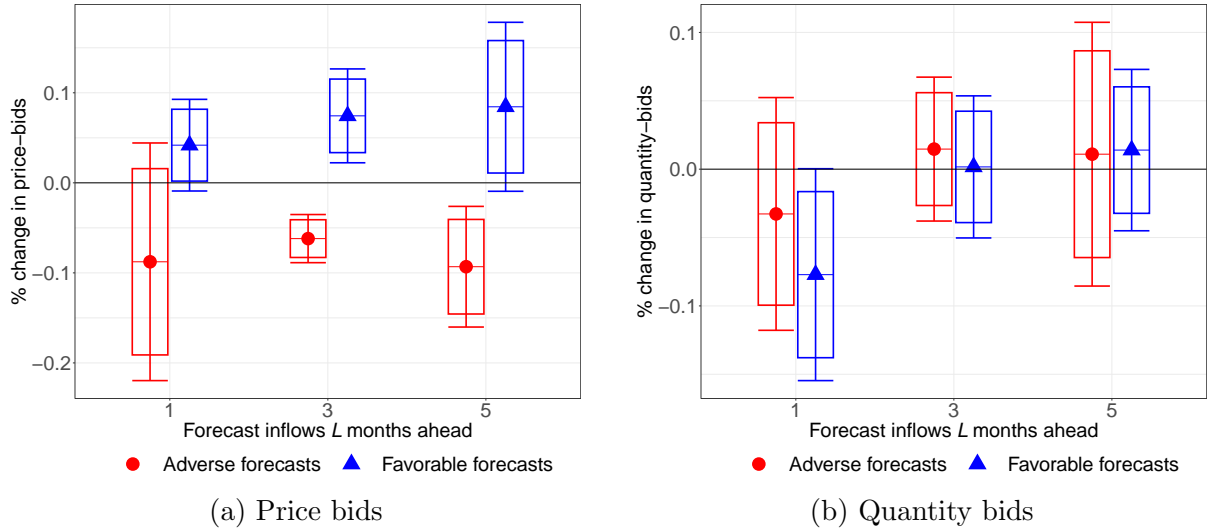 % change in price−bids
0.1
0.0
−0.1
−0.2
1 3 5
Forecast inflows L months ahead
Adverse forecasts Favorable forecasts
(a) Price bids
% change in quantity−bids
0.1
0.0
−0.1
1 3 5
Forecast inflows L months ahead
Adverse forecasts Favorable forecasts
(b) Quantity bids